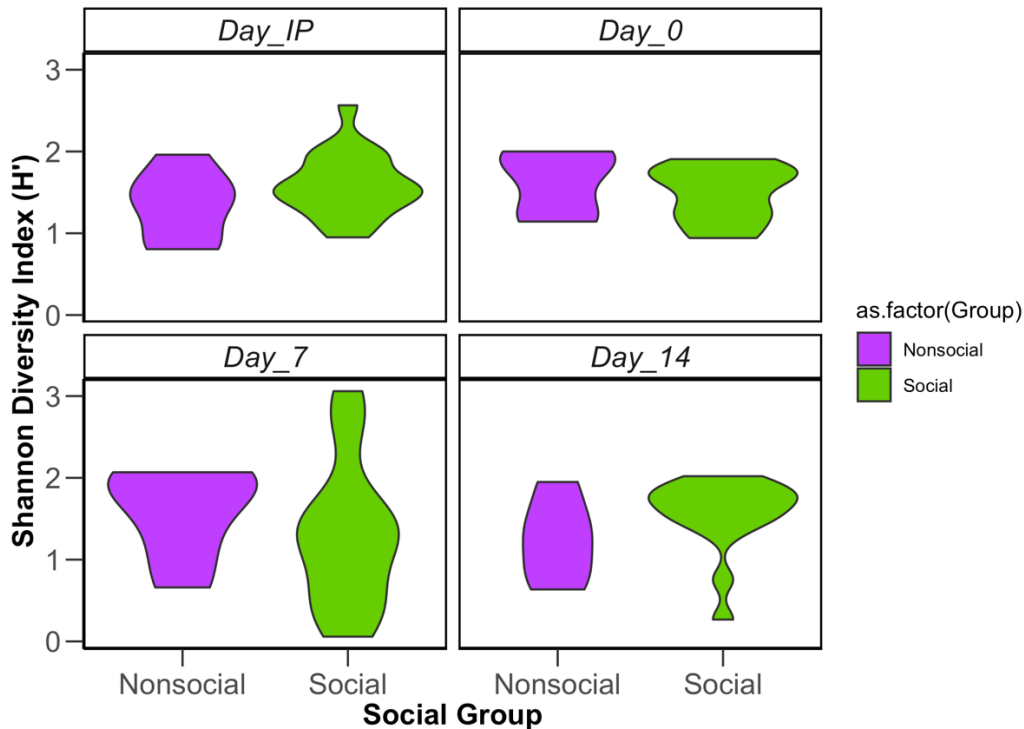 Day_IP
Day_0
3
2
1
0
Day_7
Day_14
3
2
1
0
Nonsocial
Social
Nonsocial
Social
Social Group
Shannon Diversity Index (H')
as.factor(Group)
Nonsocial
Social